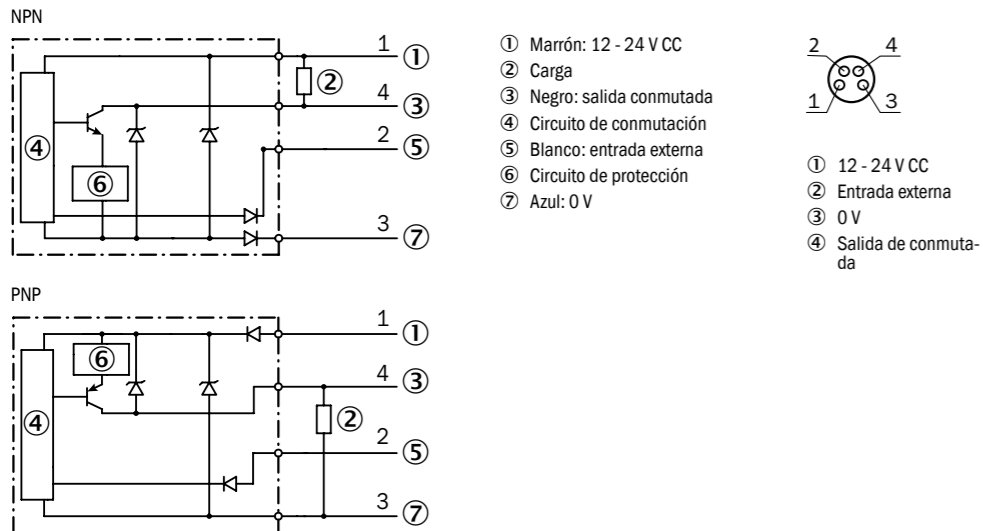 NPN
1 ①
②
4 ③
2 ⑤
④
⑥
3 ⑦
PNP
1 ①
⑥
4 ③
④
②
2 ⑤
3 ⑦
① Marrón: 12 - 24 V CC
② Carga
③ Negro: salida conmutada
④ Circuito de conmutación
⑤ Blanco: entrada externa
⑥ Circuito de protección
⑦ Azul: 0 V
2 4
1 3
① 12 - 24 V CC
② Entrada externa
③ 0 V
④ Salida de conmuta-
da